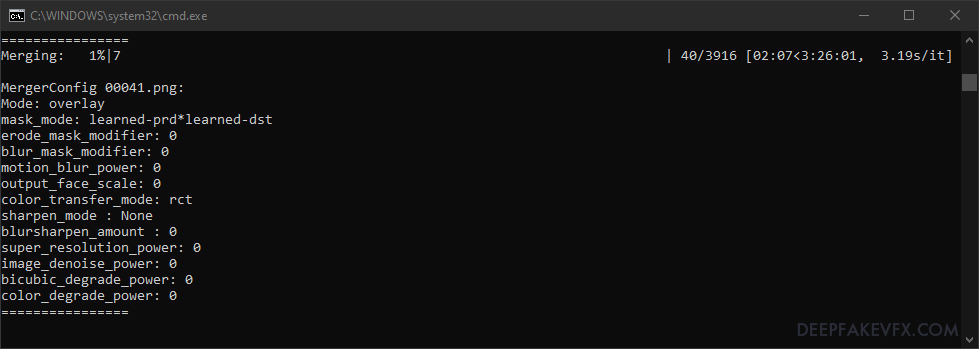 C:\WINDOWS\system32\cmd.exe
================
Merging:   1%|7                                                                    | 40/3916 [02:07<3:26:01,  3.19s/it]
MergerConfig 00041.png:
Mode: overlay
mask_mode: learned-prd*learned-dst
erode_mask_modifier: 0
blur_mask_modifier: 0
motion_blur_power: 0
output_face_scale: 0
color_transfer_mode: rct
sharpen_mode : None
blursharpen_amount : 0
super_resolution_power: 0
image_denoise_power: 0
bicubic_degrade_power: 0
color_degrade_power: 0
================
DEEPFAKEVFX.COM